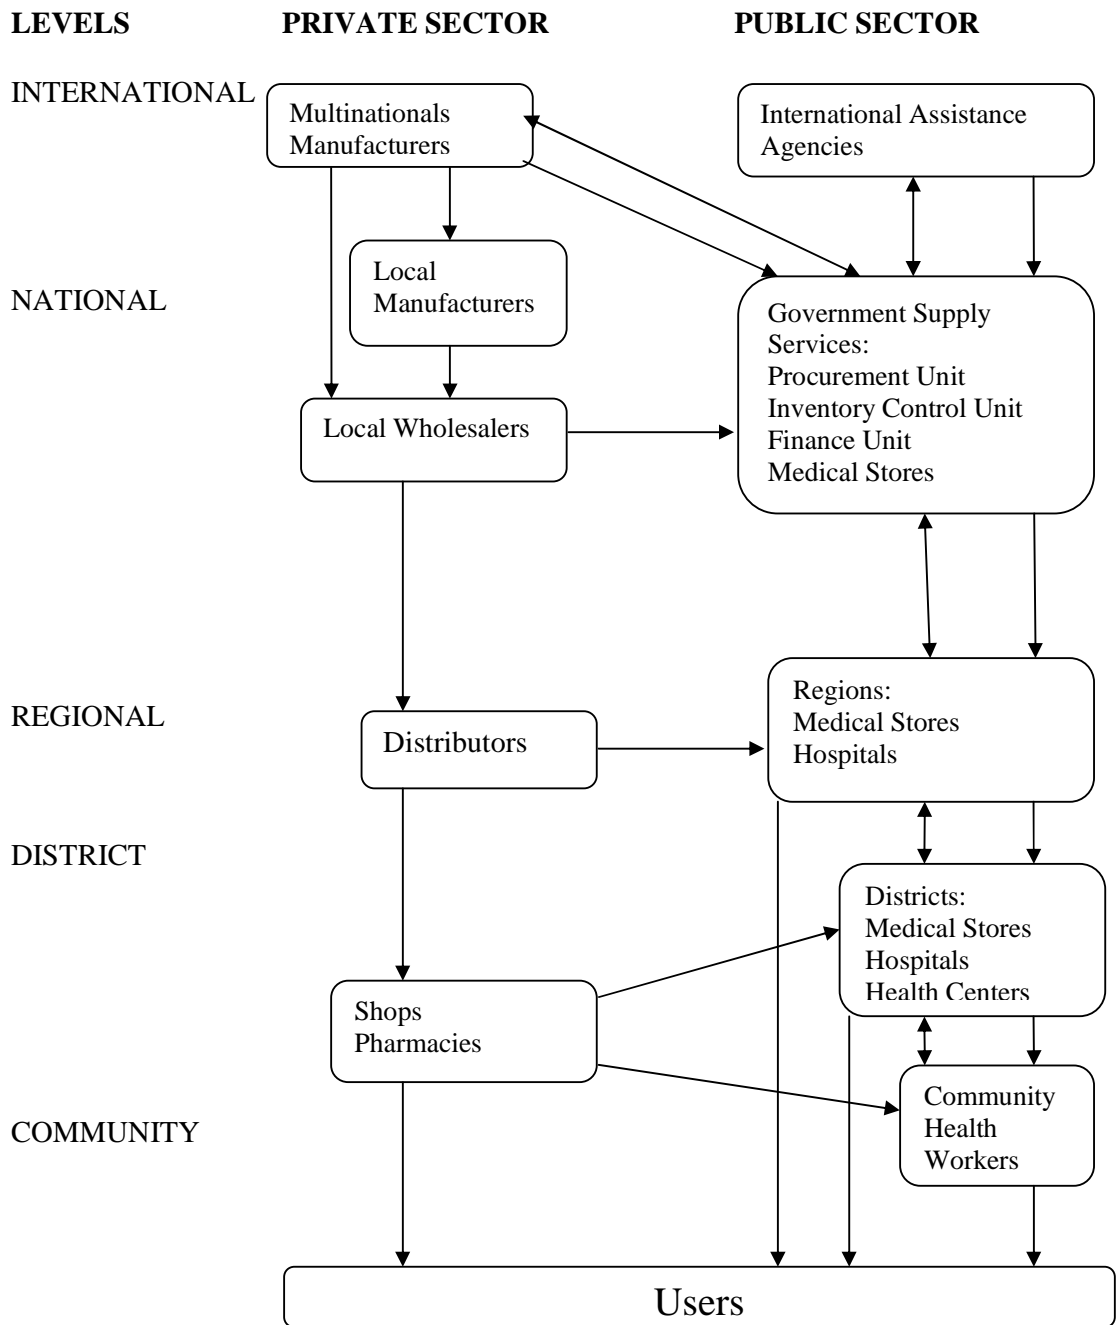 LEVELS PRIVATE SECTOR PUBLIC SECTOR
INTERNATIONAL
Multinationals
Manufacturers
International Assistance
Agencies
NATIONAL
Local
Manufacturers
Government Supply
Services:
Procurement Unit
Inventory Control Unit
Finance Unit
Medical Stores
Local Wholesalers
REGIONAL
Distributors
Regions:
Medical Stores
Hospitals
DISTRICT
Districts:
Medical Stores
Hospitals
Health Centers
Shops
Pharmacies
COMMUNITY
Community
Health
Workers
Users